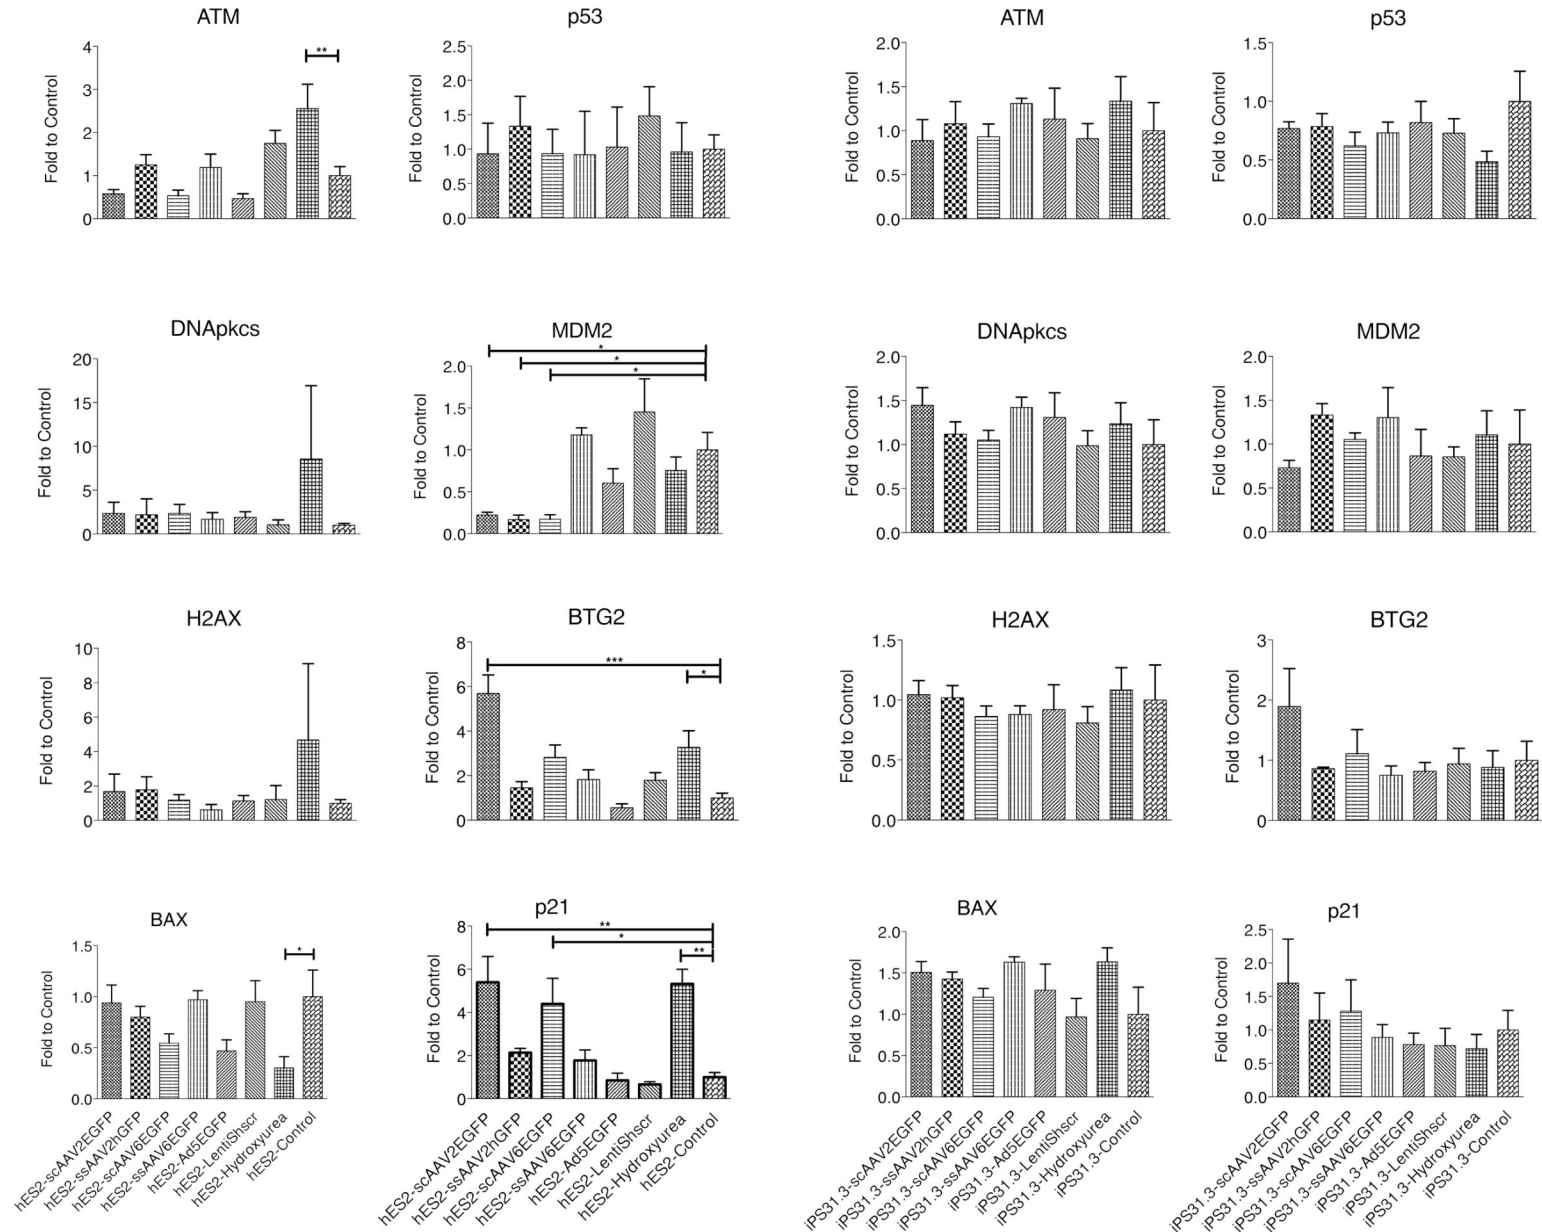 ATM
p53
ATM
p53
Fold to Control
4
3
2
1
0
**
Fold to Control
2.5
2.0
1.5
1.0
0.5
0.0
Fold to Control
2.0
1.5
1.0
0.5
0.0
Fold to Control
1.5
1.0
0.5
0.0
DNApkcs
MDM2
DNApkcs
MDM2
Fold to Control
20
15
10
5
0
Fold to Control
2.0
1.5
1.0
0.5
0.0
*
*
*
Fold to Control
2.0
1.5
1.0
0.5
0.0
Fold to Control
2.0
1.5
1.0
0.5
0.0
H2AX
BTG2
H2AX
BTG2
Fold to Control
10
8
6
4
2
0
Fold to Control
8
6
4
2
0
***
*
Fold to Control
1.5
1.0
0.5
0.0
Fold to Control
3
2
1
0
BAX
p21
BAX
p21
Fold to Control
1.5
1.0
0.5
0.0
*
hES2-scAAV2EGFP
hES2-ssAAV2hGFP
hES2-scAAV6EGFP
hES2-ssAAV6EGFP
hES2-Ad5EGFP
hES2-LentiShscr
hES2-Hydroxyurea
hES2-Control
Fold to Control
8
6
4
2
0
**
*
**
hES2-scAAV2EGFP
hES2-ssAAV2hGFP
hES2-scAAV6EGFP
hES2-ssAAV6EGFP
hES2-Ad5EGFP
hES2-LentiShscr
hES2-Hydroxyurea
hES2-Control
Fold to Control
2.0
1.5
1.0
0.5
0.0
iPS31.3-scAAV2EGFP
iPS31.3-ssAAV2hGFP
iPS31.3-scAAV6EGFP
iPS31.3-ssAAV6EGFP
iPS31.3-Ad5EGFP
iPS31.3-LentiShscr
iPS31.3-Hydroxyurea
iPS31.3-Control
Fold to Control
2.5
2.0
1.5
1.0
0.5
0.0
iPS31.3-scAAV2EGFP
iPS31.3-ssAAV2hGFP
iPS31.3-scAAV6EGFP
iPS31.3-ssAAV6EGFP
iPS31.3-Ad5EGFP
iPS31.3-LentiShscr
iPS31.3-Hydroxyurea
iPS31.3-Control